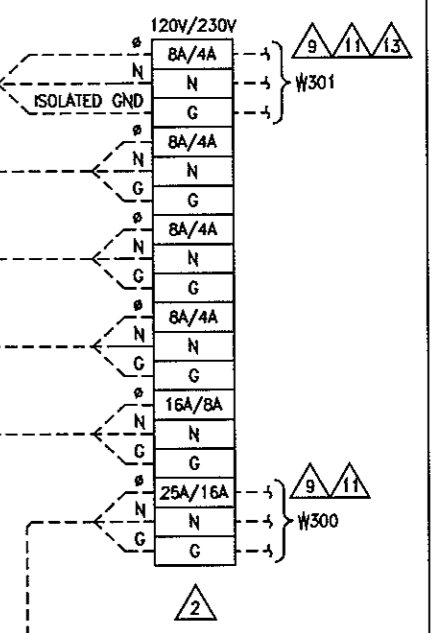 120V/230V
ø 8A/4A 9 11 13
N N W301
ISOLATED GND G
ø 8A/4A
N N
G G
ø 8A/4A
N N
G G
ø 8A/4A
N N
G G
ø 16A/8A
N N
G G
ø 25A/16A 9 11
N N W300
G G
2